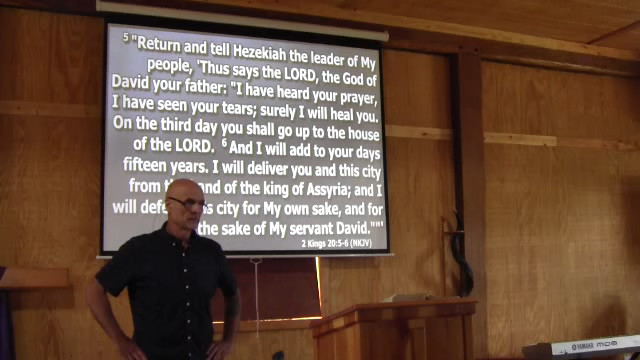 5 "Return and tell Hezekiah the leader of My
people, 'Thus says the LORD, the God of
David your father: "I have heard your prayer,
I have seen your tears; surely I will heal you.
On the third day you shall go up to the house
of the LORD. 6 And I will add to your days
fifteen years. I will deliver you and this city
from nd of the king of Assyria; and I
will city for My own sake, and for
the sake of My servant David."'"
2 Kings 20:5-6 (NKJV)
YAMAHA MO8